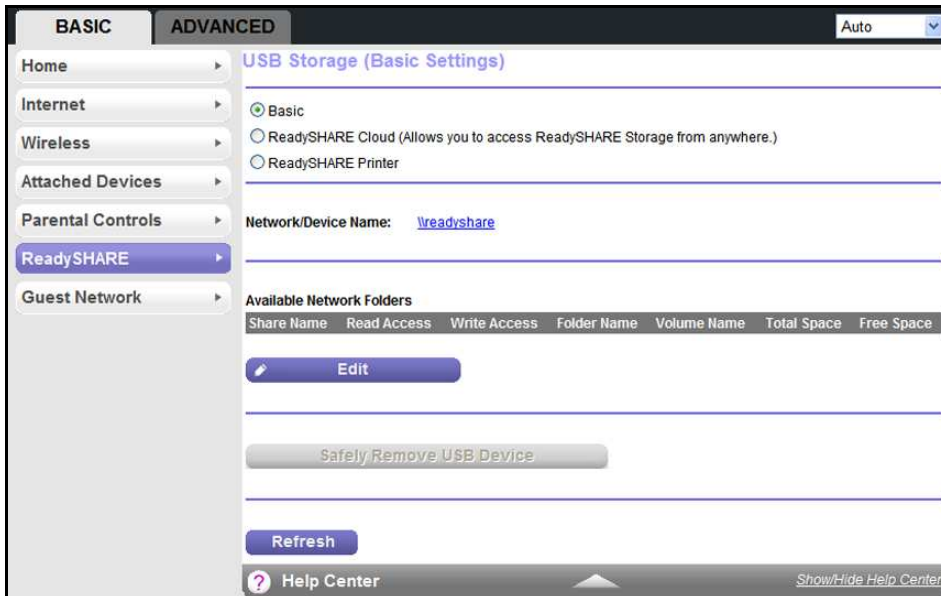 BASIC ADVANCED Auto
Home
Internet
Wireless
Attached Devices
Parental Controls
ReadySHARE
Guest Network
USB Storage (Basic Settings)
Basic
ReadySHARE Cloud (Allows you to access ReadySHARE Storage from anywhere.)
ReadySHARE Printer
Network/Device Name: \\readyshare
Available Network Folders
Share Name Read Access Write Access Folder Name Volume Name Total Space Free Space
Edit
Safely Remove USB Device
Refresh
? Help Center Show/Hide Help Center